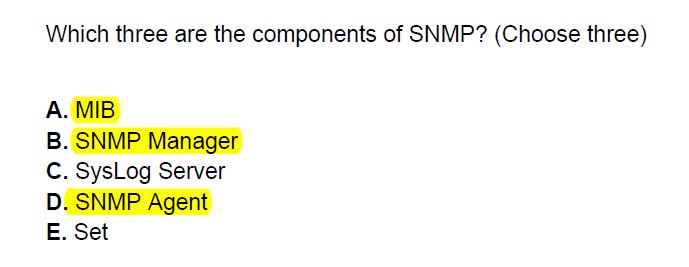 Which three are the components of SNMP? (Choose three)
A. MIB
B. SNMP Manager
C. SysLog Server
D. SNMP Agent
E. Set